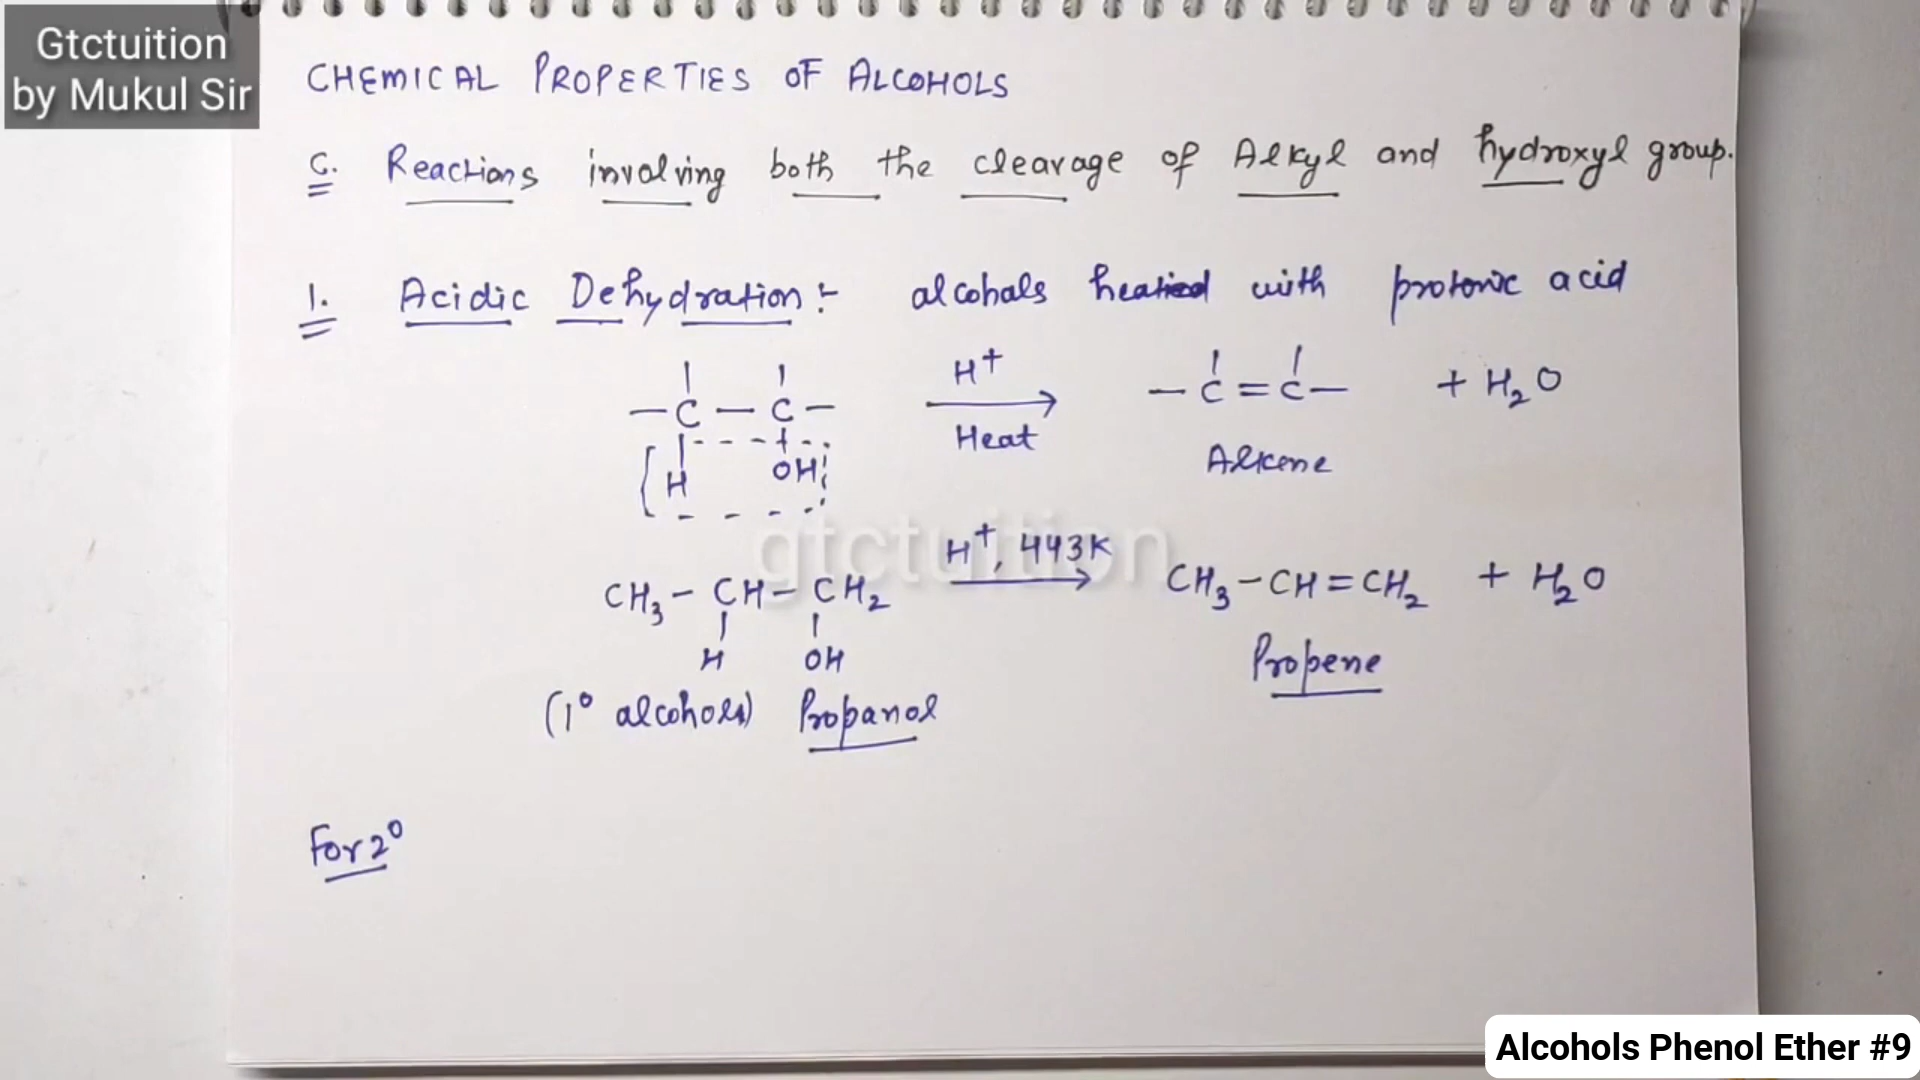 Gtctuition
by Mukul Sir
CHEMICAL PROPERTIES OF ALCOHOLS
C. Reactions involving both the cleavage of Alkyl and hydroxyl group.
1. Acidic Dehydration :- alcohols heated with protonic acid
H+
— C — C —
— C = C — + H₂O
Heat
H OH
Alkene
gtctuition
H+, 443K
CH₃ — CH — CH₂
CH₃ — CH = CH₂ + H₂O
H OH
Propene
(1° alcohols) Propanol
For 2°
Alcohols Phenol Ether #9